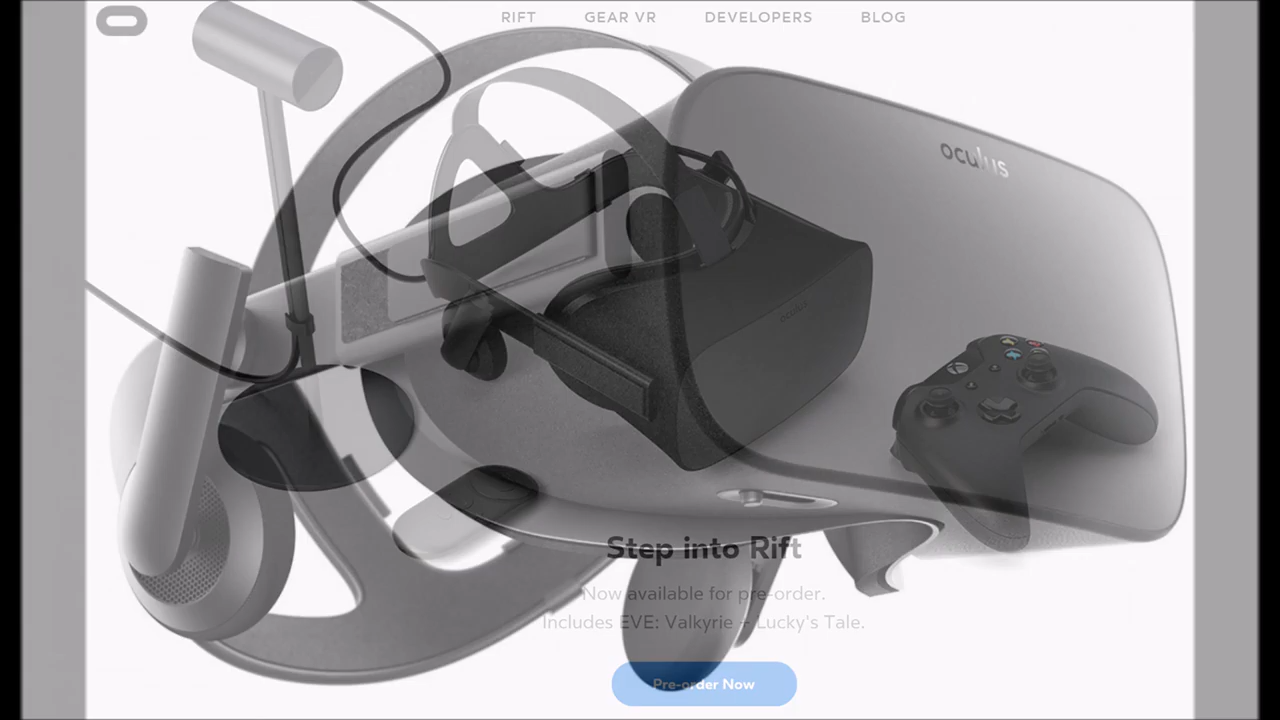 RIFT GEAR VR DEVELOPERS BLOG
oculus
oculus
Step into Rift
Now available for pre-order.
Includes EVE: Valkyrie + Lucky's Tale.
Pre-order Now